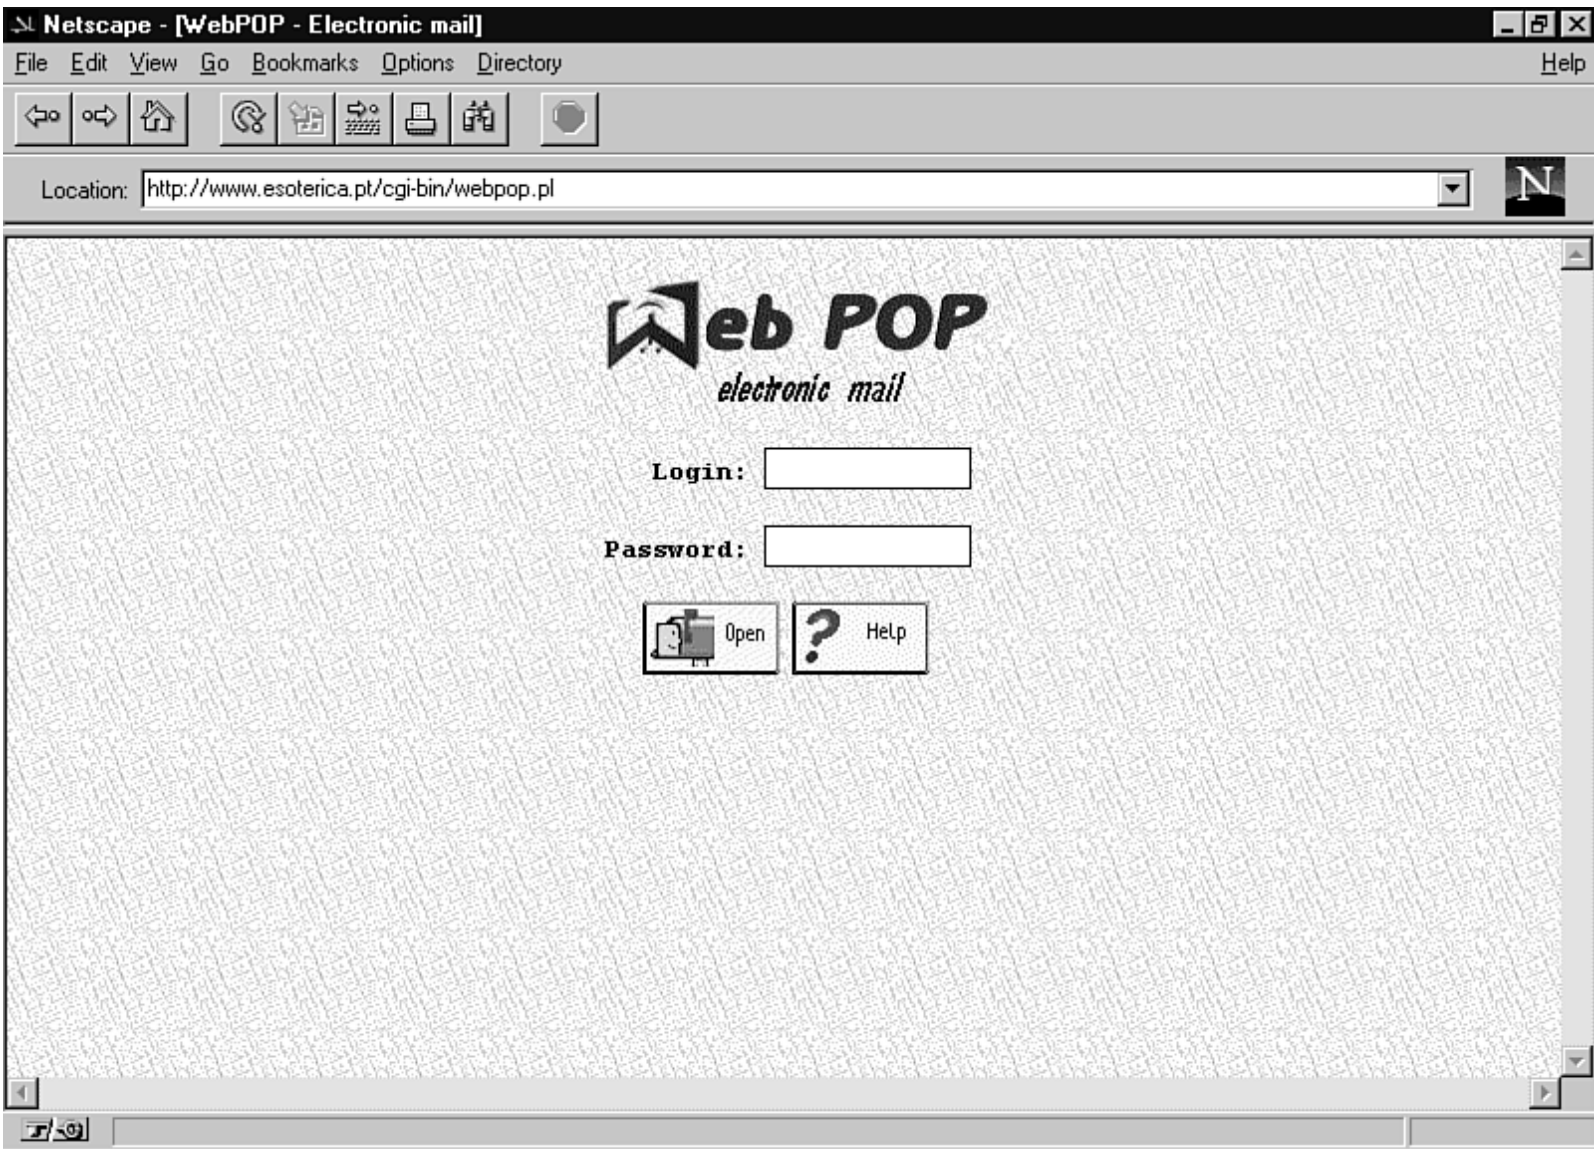 Netscape - [WebPOP - Electronic mail]
File Edit View Go Bookmarks Options Directory Help
Location: http://www.esoterica.pt/cgi-bin/webpop.pl
N
Web POP
electronic mail
Login:
Password:
Open ? Help